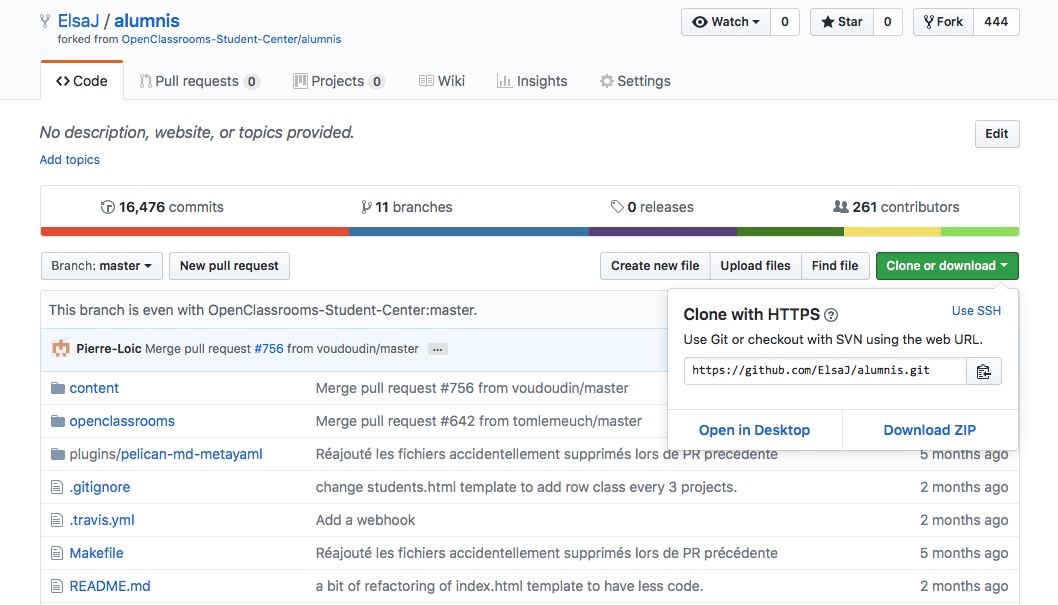 ElsaJ / alumnis
Watch 0 Star 0 Fork 444
forked from OpenClassrooms-Student-Center/alumnis
Code Pull requests 0 Projects 0 Wiki Insights Settings
No description, website, or topics provided.
Edit
Add topics
16,476 commits 11 branches 0 releases 261 contributors
Branch: master New pull request Create new file Upload files Find file Clone or download
This branch is even with OpenClassrooms-Student-Center:master.
Clone with HTTPS ? Use SSH
Use Git or checkout with SVN using the web URL.
https://github.com/ElsaJ/alumnis.git
Open in Desktop Download ZIP
Pierre-Loic Merge pull request #756 from voudoudin/master ...
content Merge pull request #756 from voudoudin/master
openclassrooms Merge pull request #642 from tomlemeuch/master
plugins/pelican-md-metayaml Réajouté les fichiers accidentellement supprimés lors de PR précédente 5 months ago
.gitignore change students.html template to add row class every 3 projects. 2 months ago
.travis.yml Add a webhook 2 months ago
Makefile Réajouté les fichiers accidentellement supprimés lors de PR précédente 5 months ago
README.md a bit of refactoring of index.html template to have less code. 2 months ago